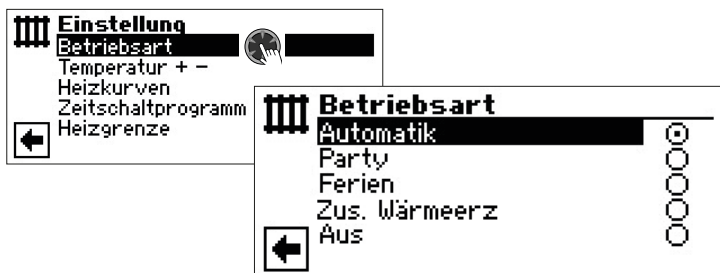 Einstellung
Betriebsart
Temperatur + -
Heizkurven
Zeitschaltprogramm
Heizgrenze
Betriebsart
Automatik
Party
Ferien
Zus. Wärmeerz
Aus